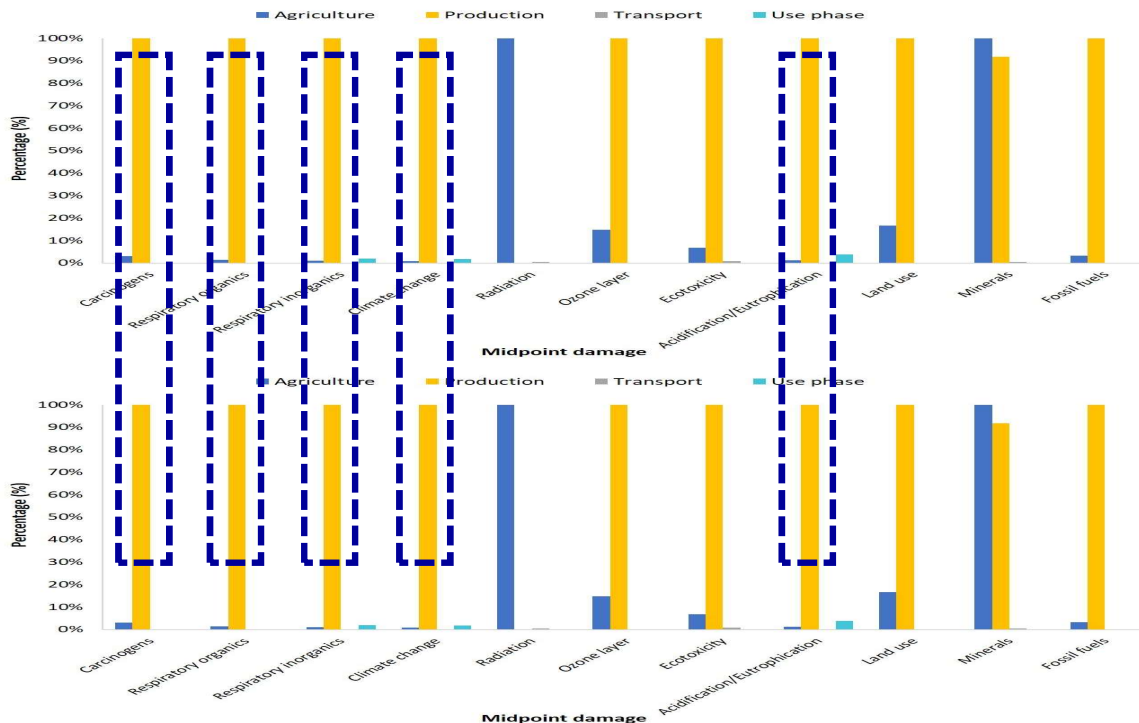 Agriculture Production Transport Use phase
100%
90%
80%
70%
60%
50%
40%
30%
20%
10%
0%
Percentage (%)
Carcinogens
Respiratory organics
Respiratory inorganics
Climate change
Radiation
Ozone layer
Ecotoxicity
Acidification/Eutrophication
Land use
Minerals
Fossil fuels
Midpoint damage
Agriculture Production Transport Use phase
100%
90%
80%
70%
60%
50%
40%
30%
20%
10%
0%
Percentage (%)
Carcinogens
Respiratory organics
Respiratory inorganics
Climate change
Radiation
Ozone layer
Ecotoxicity
Acidification/Eutrophication
Land use
Minerals
Fossil fuels
Midpoint damage